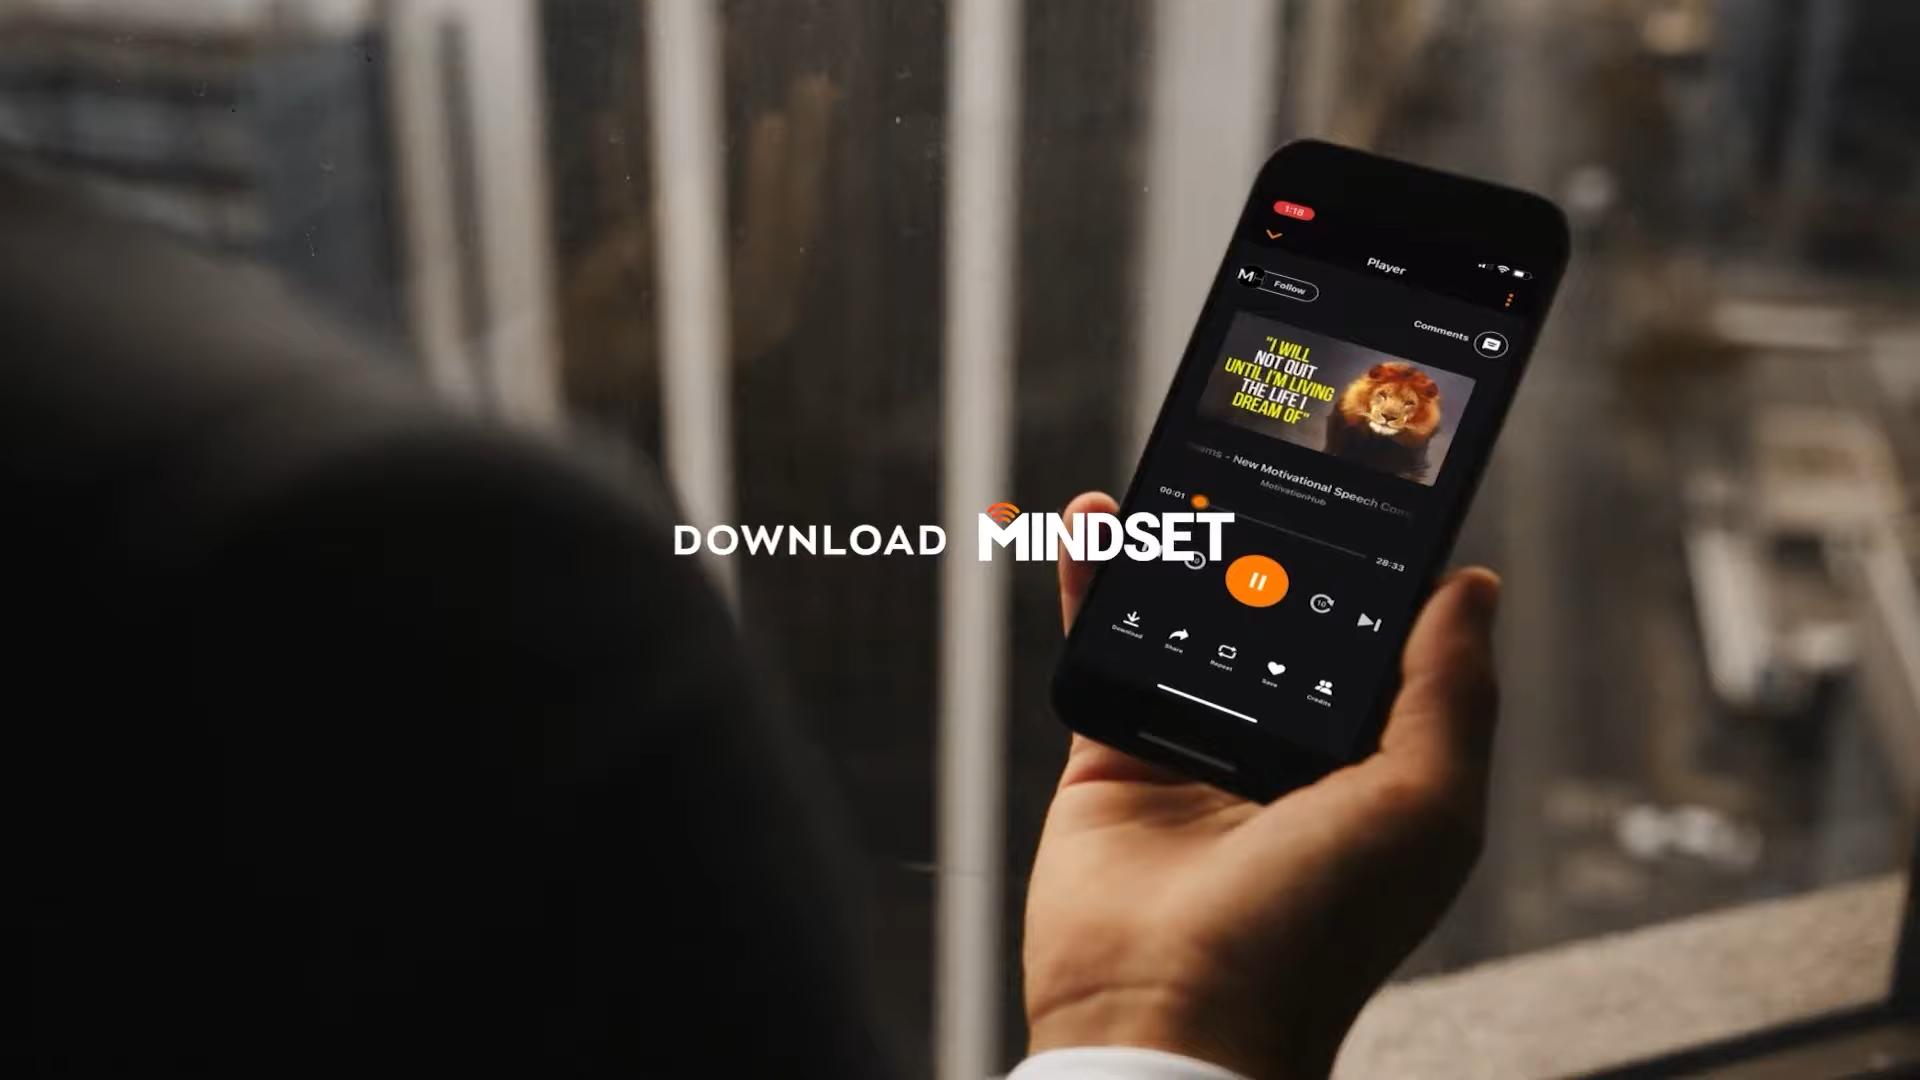 1:18
Player
M
Follow
Comments
"I WILL
NOT QUIT
UNTIL I'M LIVING
THE LIFE I
DREAM OF"
- New Motivational Speech
MotivationHub
00:01
28:33
DOWNLOAD MINDSET
10
Download
Share
Repeat
Save
Credits